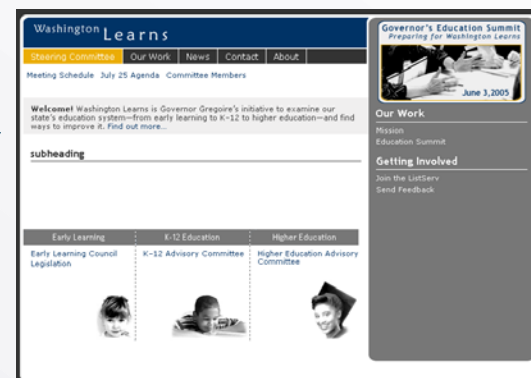 Washington Learns
Steering Committee Our Work News Contact About
Meeting Schedule July 25 Agenda Committee Members
Welcome! Washington Learns is Governor Gregoire's initiative to examine our
state's education system—from early learning to K-12 to higher education—and find
ways to improve it. Find out more...
subheading
Early Learning K-12 Education Higher Education
Early Learning Council
Legislation
K-12 Advisory Committee
Higher Education Advisory
Committee
Governor's Education Summit
Preparing for Washington Learns
June 3, 2005
Our Work
Mission
Education Summit
Getting Involved
Join the ListServ
Send Feedback